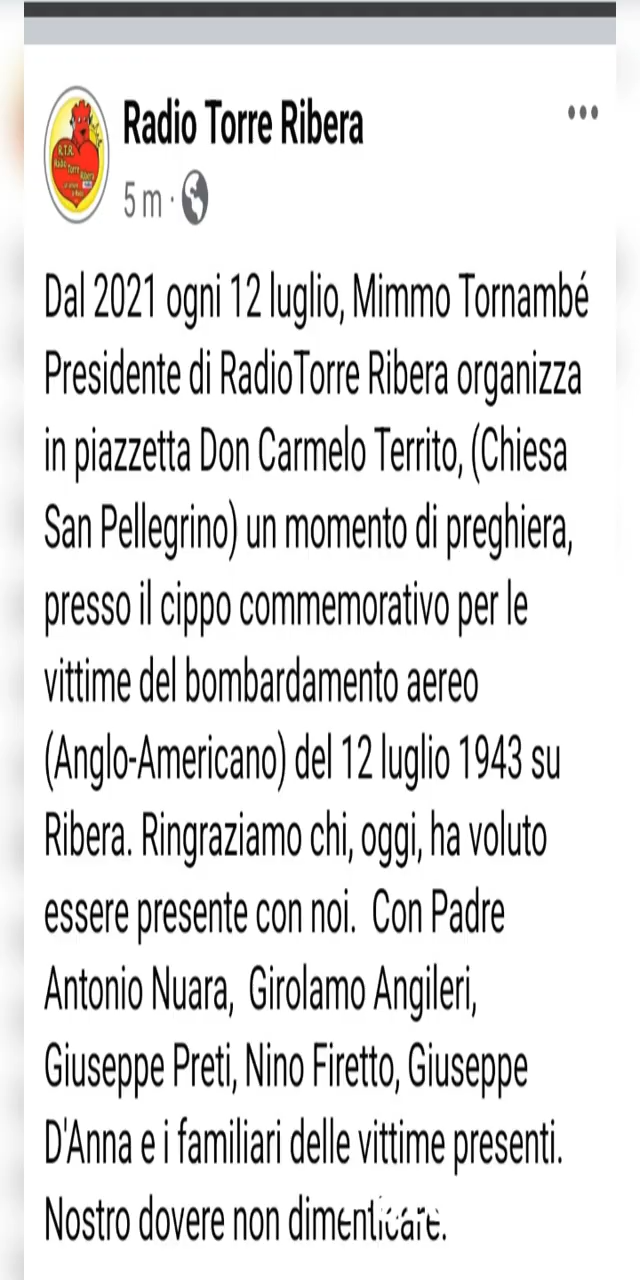 Radio Torre Ribera
5 m ·
R.T.R.
Dal 2021 ogni 12 luglio, Mimmo Tornambé
Presidente di RadioTorre Ribera organizza
in piazzetta Don Carmelo Territo, (Chiesa
San Pellegrino) un momento di preghiera,
presso il cippo commemorativo per le
vittime del bombardamento aereo
(Anglo-Americano) del 12 luglio 1943 su
Ribera. Ringraziamo chi, oggi, ha voluto
essere presente con noi.  Con Padre
Antonio Nuara,  Girolamo Angileri,
Giuseppe Preti, Nino Firetto, Giuseppe
D'Anna e i familiari delle vittime presenti.
Nostro dovere non dimenticare.